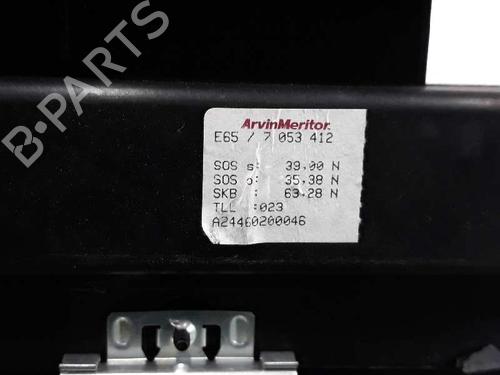 B-PARTS
ArvinMeritor.
E65 / 7 053 412
SOS s: 39.00 N
SOS o: 35.38 N
SKB : 63.28 N
TLL :023
A24460200046